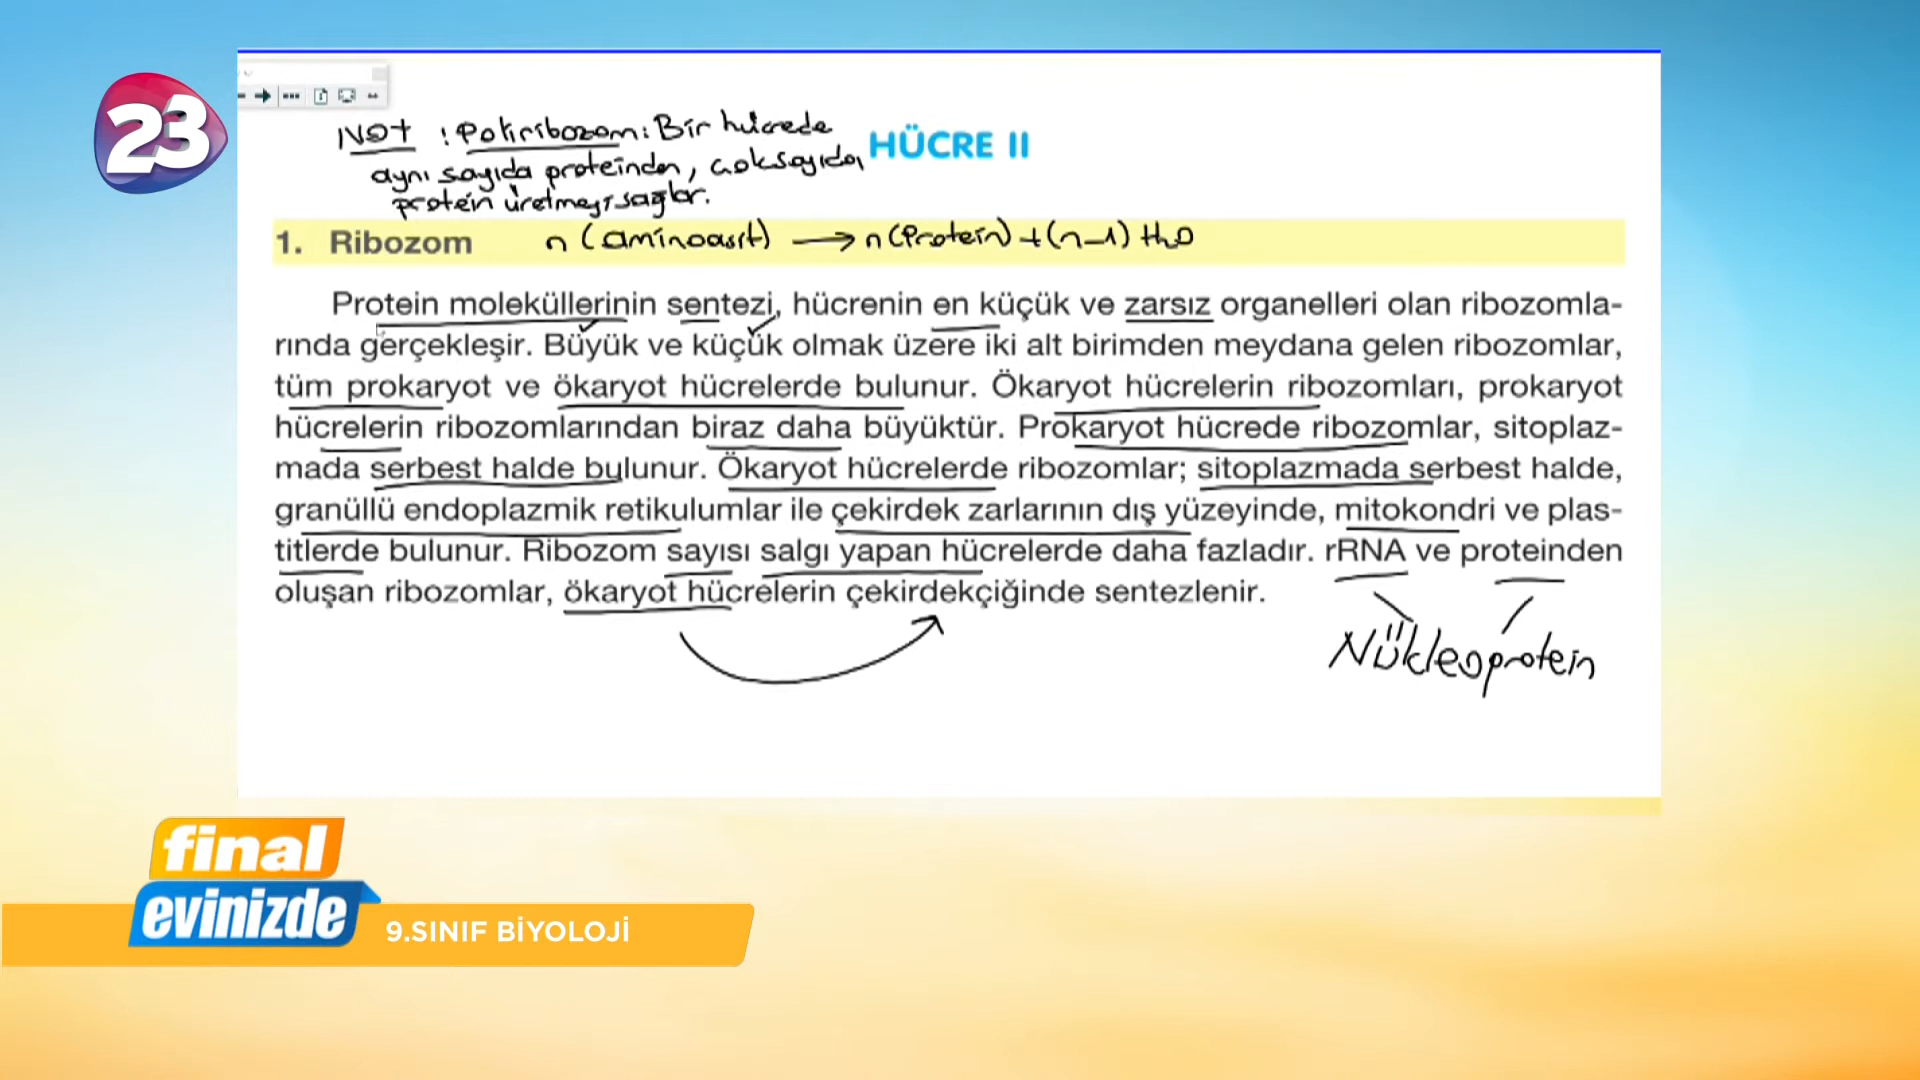 23
NOT : Poliribozom: Bir hücrede
aynı sayıda proteinden, çok sayıda
protein üretmeyi sağlar.
HÜCRE II
1. Ribozom n (aminoasit) → n (Protein) + (n-1) H₂O
Protein moleküllerinin sentezi, hücrenin en küçük ve zarsız organelleri olan ribozomla-
rında gerçekleşir. Büyük ve küçük olmak üzere iki alt birimden meydana gelen ribozomlar,
tüm prokaryot ve ökaryot hücrelerde bulunur. Ökaryot hücrelerin ribozomları, prokaryot
hücrelerin ribozomlarından biraz daha büyüktür. Prokaryot hücrede ribozomlar, sitoplaz-
mada serbest halde bulunur. Ökaryot hücrelerde ribozomlar; sitoplazmada serbest halde,
granüllü endoplazmik retikulumlar ile çekirdek zarlarının dış yüzeyinde, mitokondri ve plas-
titlerde bulunur. Ribozom sayısı salgı yapan hücrelerde daha fazladır. rRNA ve proteinden
oluşan ribozomlar, ökaryot hücrelerin çekirdekçiğinde sentezlenir.
Nükleoprotein
final
evinizde
9.SINIF BİYOLOJİ